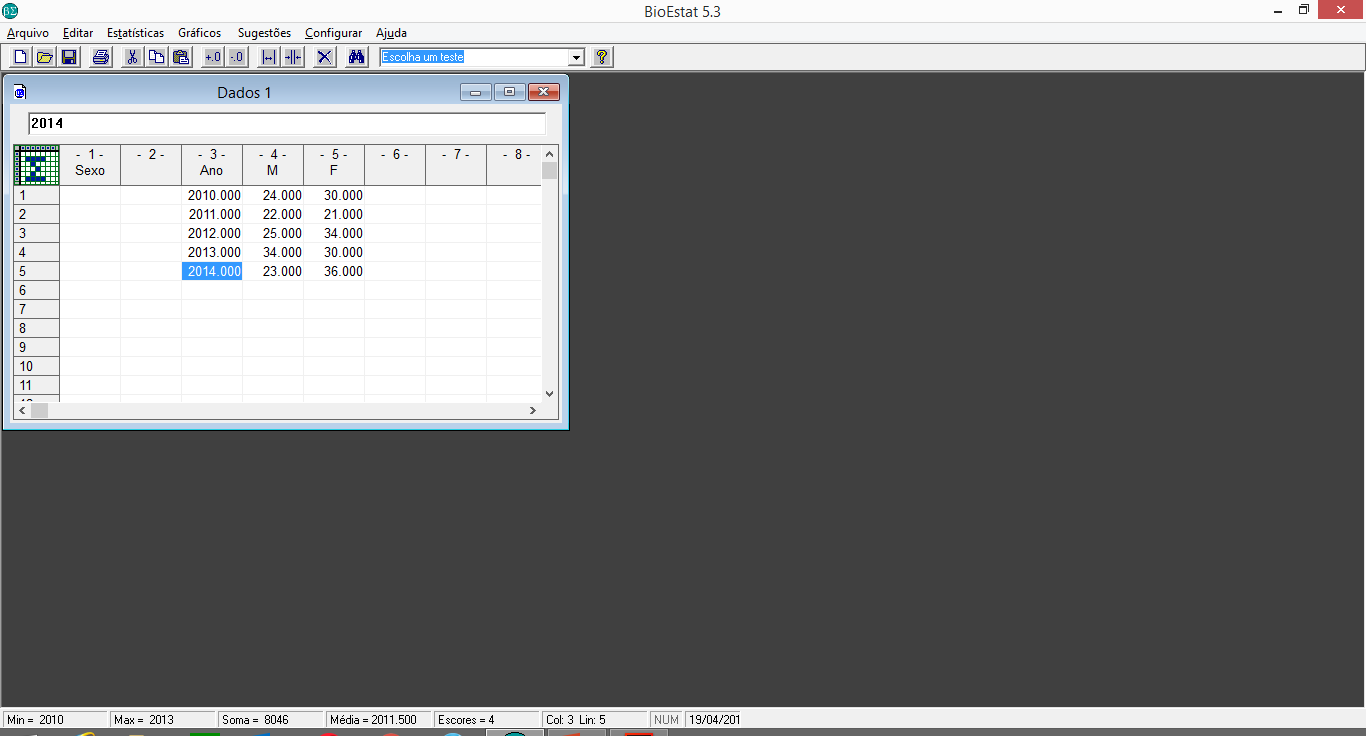 BioEstat 5.3
Arquivo Editar Estatísticas Gráficos Sugestões Configurar Ajuda
+.0 -.0 Escolha um teste ?
Dados 1
2014
- 1 - - 2 - - 3 - - 4 - - 5 - - 6 - - 7 - - 8 -
Sexo Ano M F
1 2010.000 24.000 30.000
2 2011.000 22.000 21.000
3 2012.000 25.000 34.000
4 2013.000 34.000 30.000
5 2014.000 23.000 36.000
6
7
8
9
10
11
Min = 2010 Max = 2013 Soma = 8046 Média = 2011.500 Escores = 4 Col: 3 Lin: 5 NUM 19/04/201